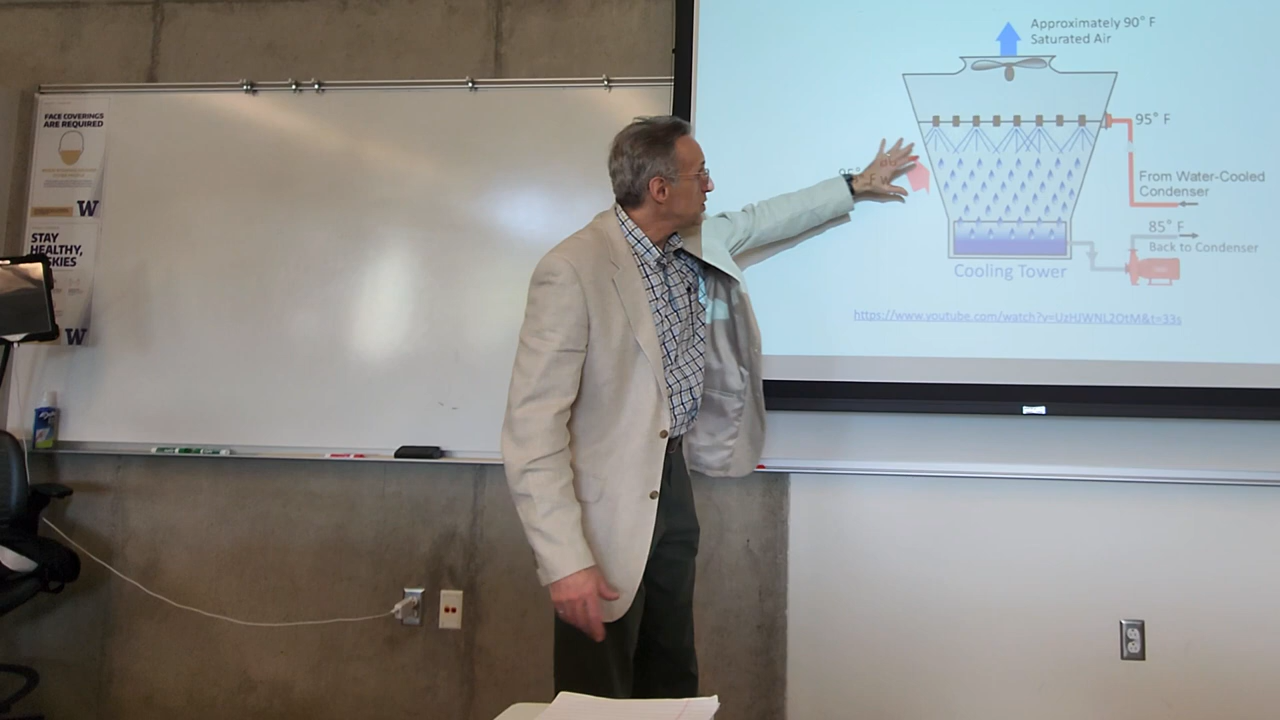 FACE COVERINGS
ARE REQUIRED
W
STAY
HEALTHY,
W
Approximately 90° F
Saturated Air
95° F
From Water-Cooled
Condenser
85° F
Back to Condenser
Cooling Tower
https://www.youtube.com/watch?v=UzHJWNL2OtM&t=33s